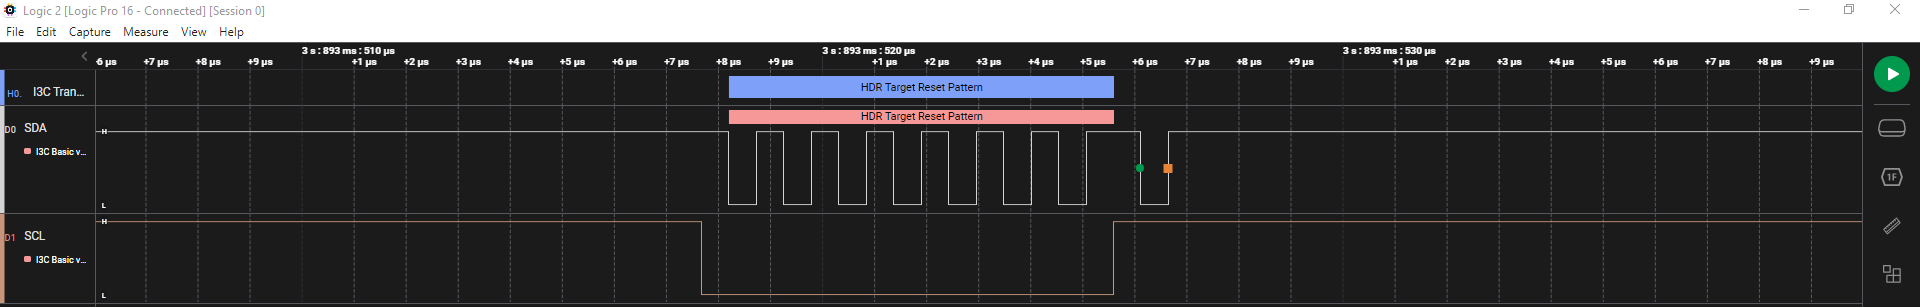 Logic 2 [Logic Pro 16 - Connected] [Session 0]
File Edit Capture Measure View Help
3 s : 893 ms : 510 µs 3 s : 893 ms : 520 µs 3 s : 893 ms : 530 µs
6 µs +7 µs +8 µs +9 µs +1 µs +2 µs +3 µs +4 µs +5 µs +6 µs +7 µs +8 µs +9 µs +1 µs +2 µs +3 µs +4 µs +5 µs +6 µs +7 µs +8 µs +9 µs +1 µs +2 µs +3 µs +4 µs +5 µs +6 µs +7 µs +8 µs +9 µs
H0. I3C Tran... HDR Target Reset Pattern
HDR Target Reset Pattern
D0 SDA H
I3C Basic v...
1F
L
H
D1 SCL
I3C Basic v...
L